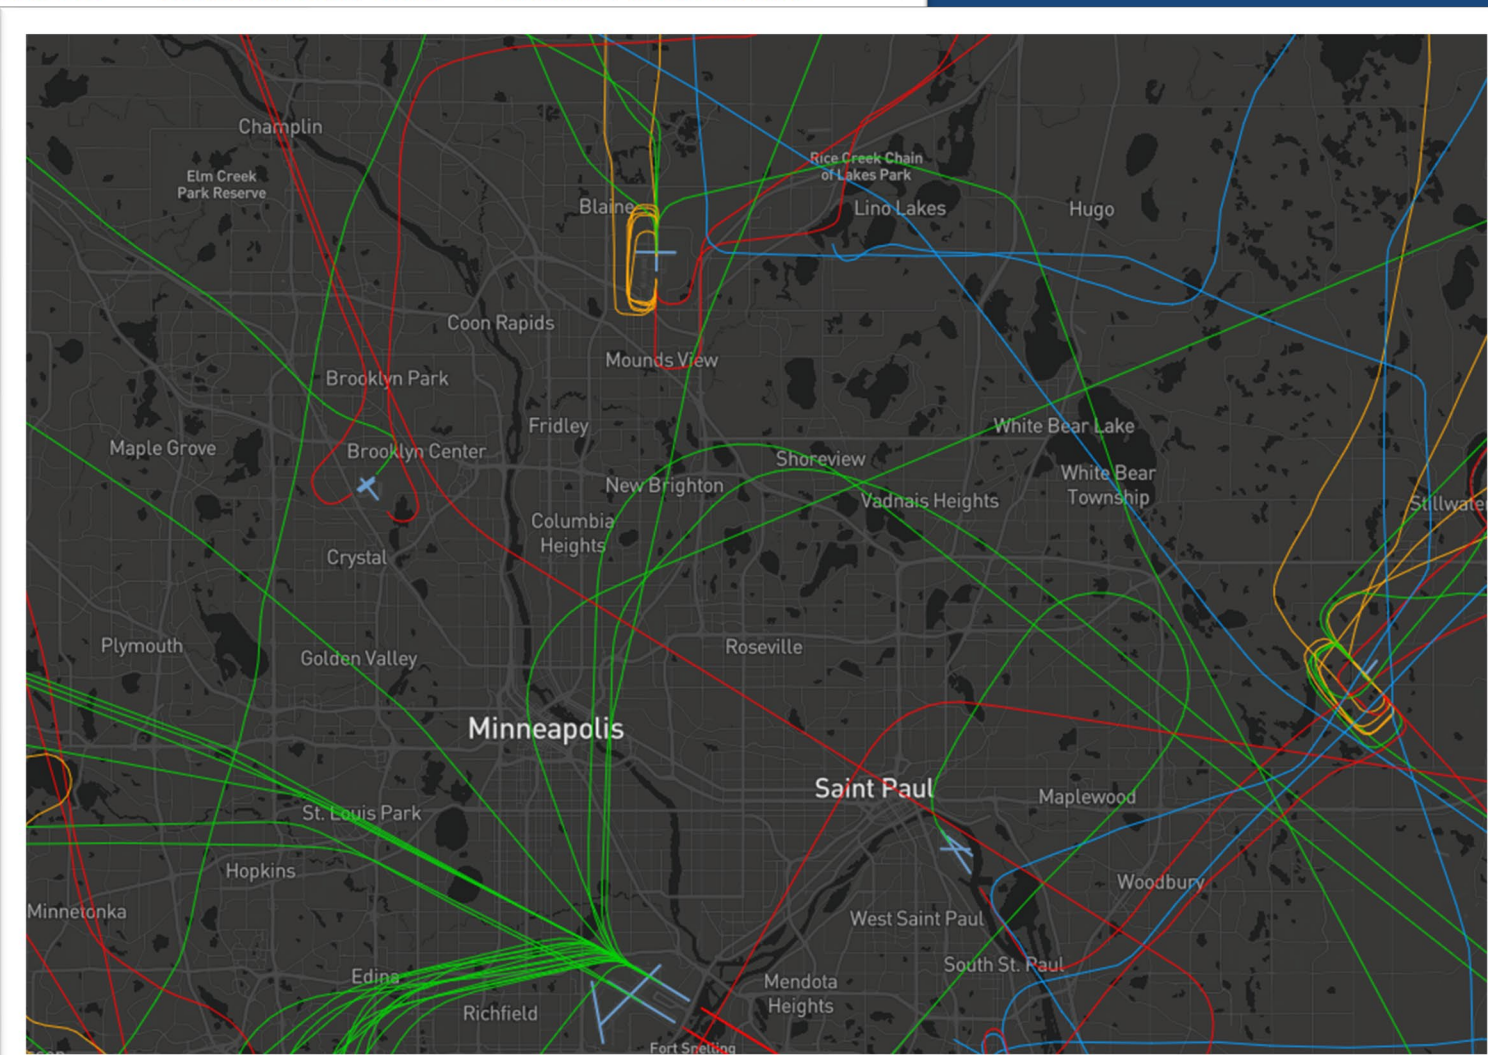 Champlin
Elm Creek
Park Reserve
Rice Creek Chain
of Lakes Park
Blaine
Lino Lakes
Hugo
Coon Rapids
Mounds View
Brooklyn Park
Fridley
White Bear Lake
Maple Grove
Brooklyn Center
Shoreview
New Brighton
White Bear
Township
Vadnais Heights
Stillwater
Columbia
Heights
Crystal
Plymouth
Golden Valley
Roseville
Minneapolis
Saint Paul
Maplewood
St. Louis Park
Hopkins
Woodbury
Minnetonka
West Saint Paul
South St. Paul
Edina
Mendota
Heights
Richfield
Fort Snelling